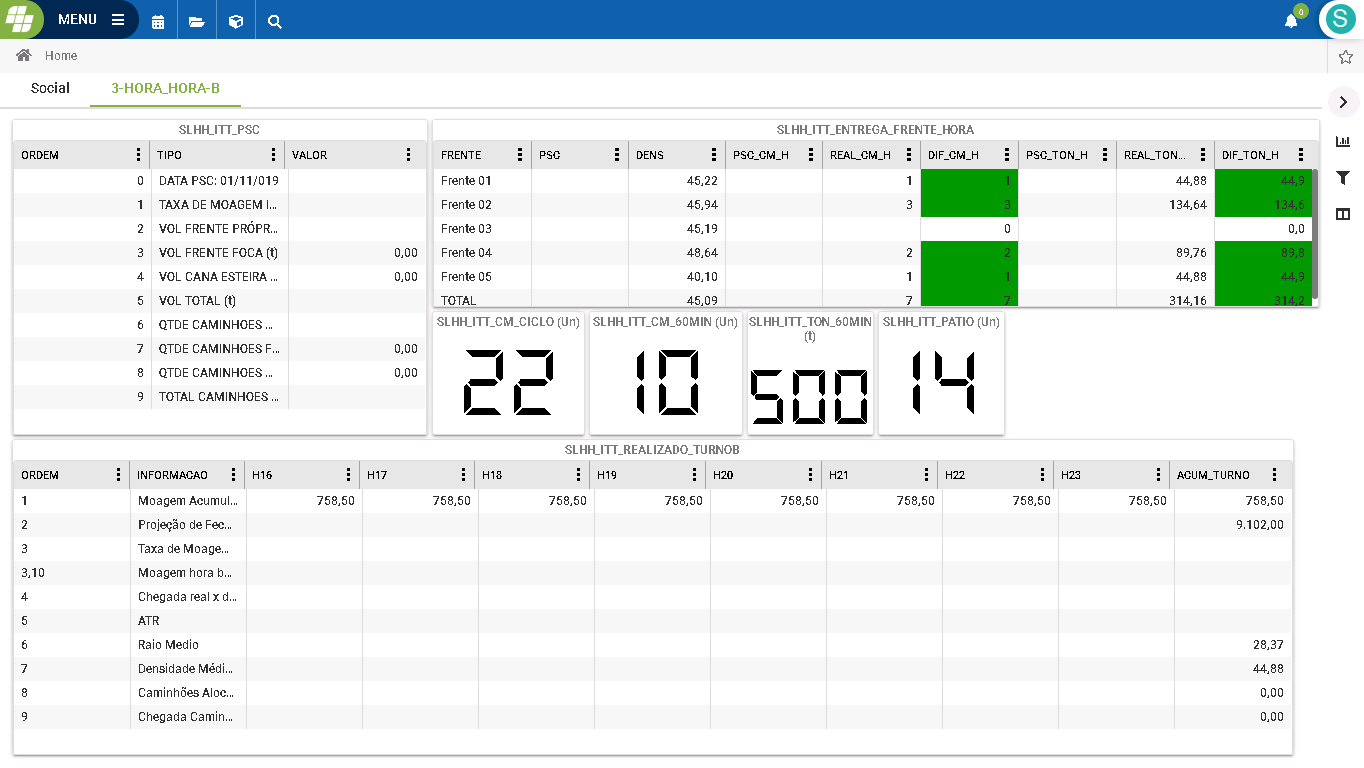 MENU
0
S
Home
Social 3-HORA_HORA-B
SLHH_ITT_PSC
ORDEM TIPO VALOR
0 DATA PSC: 01/11/019
1 TAXA DE MOAGEM I...
2 VOL FRENTE PRÓPR...
3 VOL FRENTE FOCA (t) 0,00
4 VOL CANA ESTEIRA ... 0,00
5 VOL TOTAL (t)
6 QTDE CAMINHOES ...
7 QTDE CAMINHOES F... 0,00
8 QTDE CAMINHOES ... 0,00
9 TOTAL CAMINHOES ...
SLHH_ITT_ENTREGA_FRENTE_HORA
FRENTE PSC DENS PSC_CM_H REAL_CM_H DIF_CM_H PSC_TON_H REAL_TON... DIF_TON_H
Frente 01 45,22 1 1 44,88 44,9
Frente 02 45,94 3 3 134,64 134,6
Frente 03 45,19 0 0,0
Frente 04 48,64 2 2 89,76 89,8
Frente 05 40,10 1 1 44,88 44,9
TOTAL 45,09 7 7 314,16 314,2
SLHH_ITT_CM_CICLO (Un)
22
SLHH_ITT_CM_60MIN (Un)
10
SLHH_ITT_TON_60MIN
(t)
500
SLHH_ITT_PATIO (Un)
14
SLHH_ITT_REALIZADO_TURNOB
ORDEM INFORMACAO H16 H17 H18 H19 H20 H21 H22 H23 ACUM_TURNO
1 Moagem Acumul... 758,50 758,50 758,50 758,50 758,50 758,50 758,50 758,50 758,50
2 Projeção de Fec... 9.102,00
3 Taxa de Moage...
3,10 Moagem hora b...
4 Chegada real x d...
5 ATR
6 Raio Medio 28,37
7 Densidade Médi... 44,88
8 Caminhões Aloc... 0,00
9 Chegada Camin... 0,00